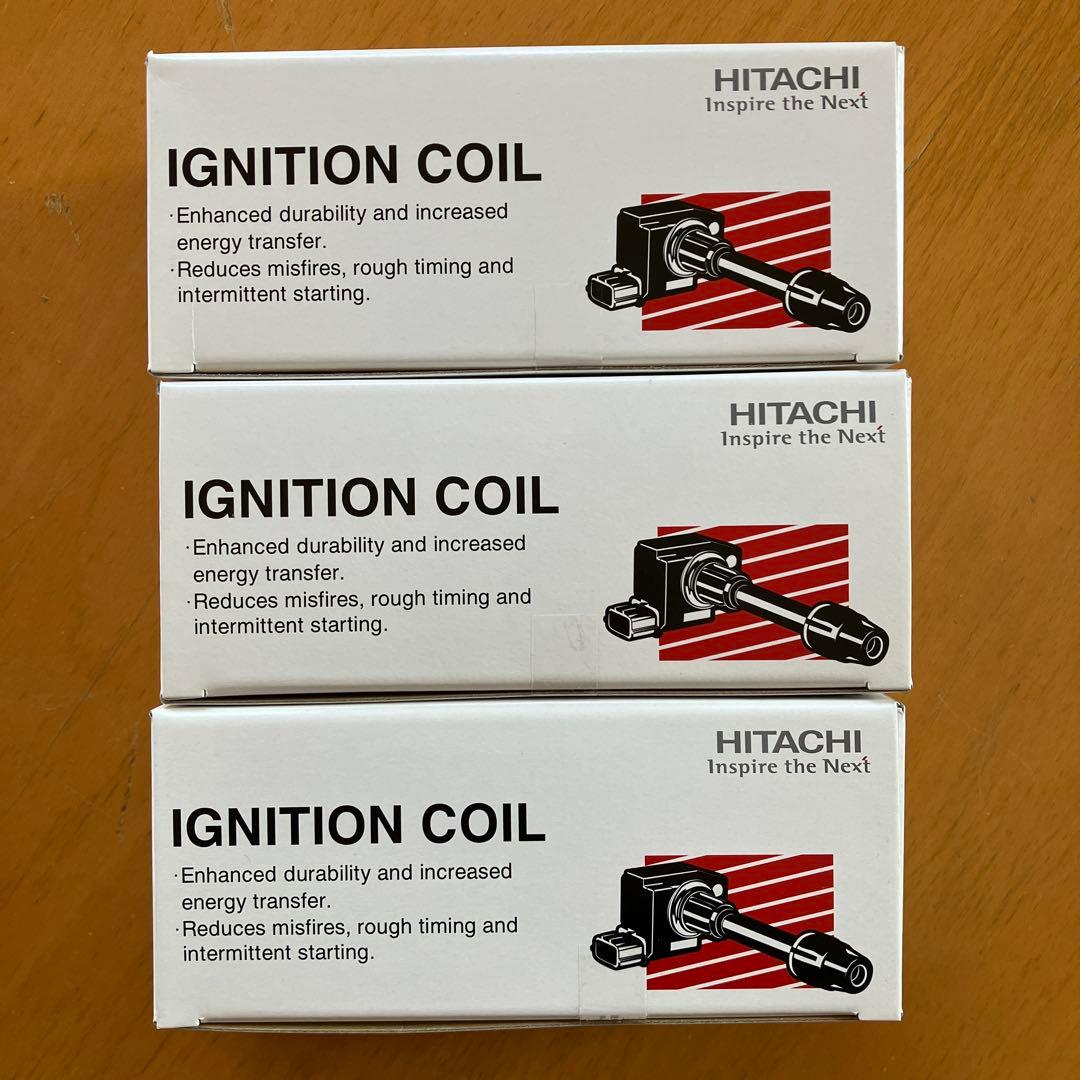 HITACHI
Inspire the Next
IGNITION COIL
·Enhanced durability and increased
energy transfer.
·Reduces misfires, rough timing and
intermittent starting.
HITACHI
Inspire the Next
IGNITION COIL
·Enhanced durability and increased
energy transfer.
·Reduces misfires, rough timing and
intermittent starting.
HITACHI
Inspire the Next
IGNITION COIL
·Enhanced durability and increased
energy transfer.
·Reduces misfires, rough timing and
intermittent starting.